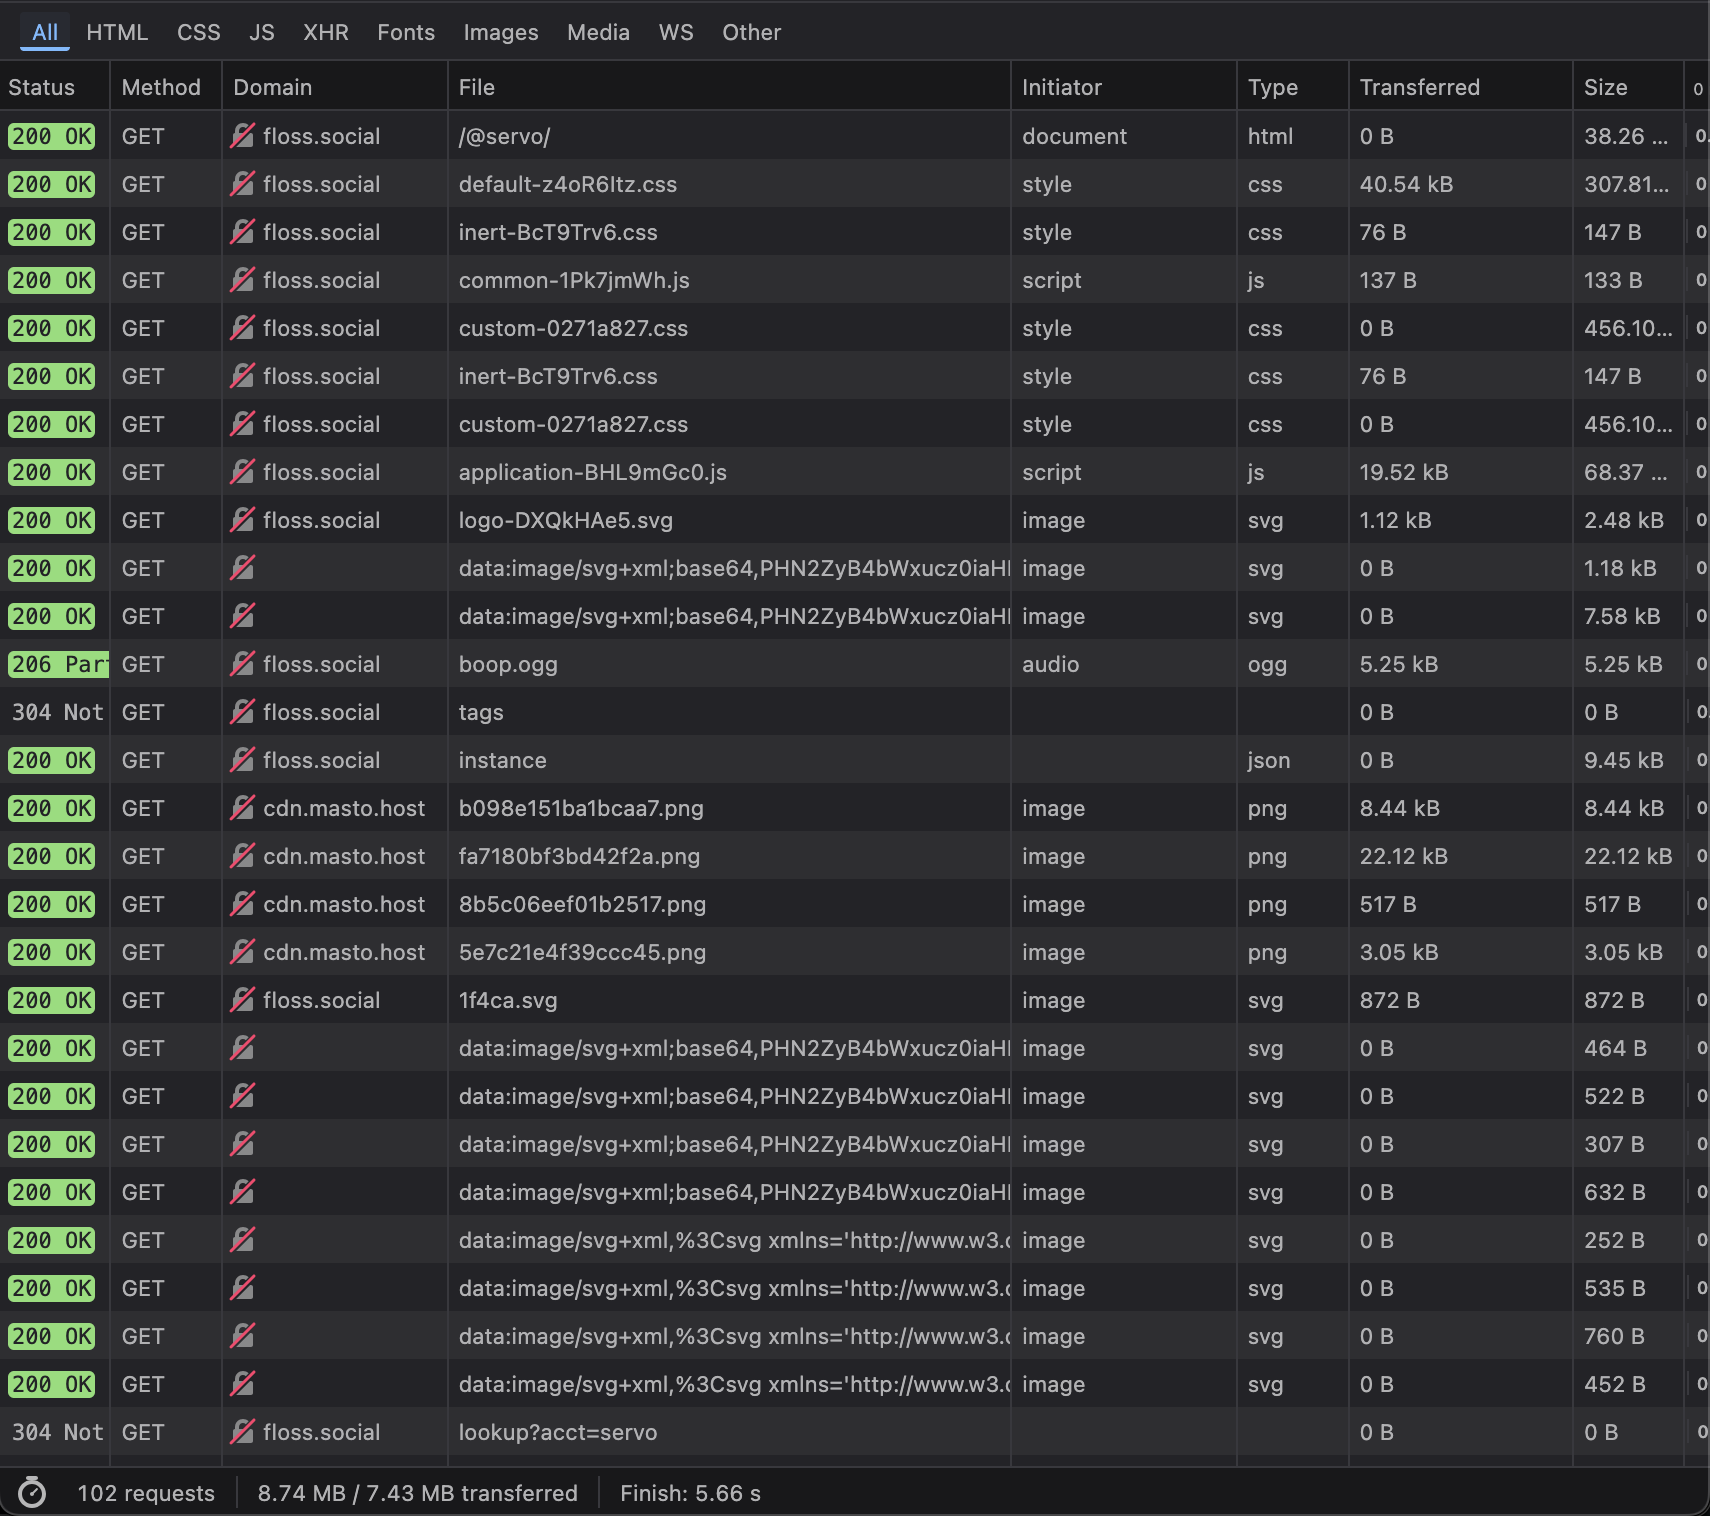 All HTML CSS JS XHR Fonts Images Media WS Other
Status Method Domain File Initiator Type Transferred Size 0
200 OK GET floss.social /@servo/ document html 0 B 38.26 … 0.
200 OK GET floss.social default-z4oR6Itz.css style css 40.54 kB 307.81… 0
200 OK GET floss.social inert-BcT9Trv6.css style css 76 B 147 B 0
200 OK GET floss.social common-1Pk7jmWh.js script js 137 B 133 B 0
200 OK GET floss.social custom-0271a827.css style css 0 B 456.10… 0
200 OK GET floss.social inert-BcT9Trv6.css style css 76 B 147 B 0
200 OK GET floss.social custom-0271a827.css style css 0 B 456.10… 0
200 OK GET floss.social application-BHL9mGc0.js script js 19.52 kB 68.37 … 0
200 OK GET floss.social logo-DXQkHAe5.svg image svg 1.12 kB 2.48 kB 0
200 OK GET data:image/svg+xml;base64,PHN2ZyB4bWxucz0iaHI image svg 0 B 1.18 kB 0
200 OK GET data:image/svg+xml;base64,PHN2ZyB4bWxucz0iaHI image svg 0 B 7.58 kB 0
206 Par GET floss.social boop.ogg audio ogg 5.25 kB 5.25 kB 0
304 Not GET floss.social tags 0 B 0 B 0.
200 OK GET floss.social instance json 0 B 9.45 kB 0
200 OK GET cdn.masto.host b098e151ba1bcaa7.png image png 8.44 kB 8.44 kB 0
200 OK GET cdn.masto.host fa7180bf3bd42f2a.png image png 22.12 kB 22.12 kB 0
200 OK GET cdn.masto.host 8b5c06eef01b2517.png image png 517 B 517 B 0
200 OK GET cdn.masto.host 5e7c21e4f39ccc45.png image png 3.05 kB 3.05 kB 0
200 OK GET floss.social 1f4ca.svg image svg 872 B 872 B 0
200 OK GET data:image/svg+xml;base64,PHN2ZyB4bWxucz0iaHI image svg 0 B 464 B 0
200 OK GET data:image/svg+xml;base64,PHN2ZyB4bWxucz0iaHI image svg 0 B 522 B 0
200 OK GET data:image/svg+xml;base64,PHN2ZyB4bWxucz0iaHI image svg 0 B 307 B 0
200 OK GET data:image/svg+xml;base64,PHN2ZyB4bWxucz0iaHI image svg 0 B 632 B 0
200 OK GET data:image/svg+xml,%3Csvg xmlns='http://www.w3.o image svg 0 B 252 B 0
200 OK GET data:image/svg+xml,%3Csvg xmlns='http://www.w3.o image svg 0 B 535 B 0
200 OK GET data:image/svg+xml,%3Csvg xmlns='http://www.w3.o image svg 0 B 760 B 0
200 OK GET data:image/svg+xml,%3Csvg xmlns='http://www.w3.o image svg 0 B 452 B 0
304 Not GET floss.social lookup?acct=servo 0 B 0 B 0
102 requests 8.74 MB / 7.43 MB transferred Finish: 5.66 s